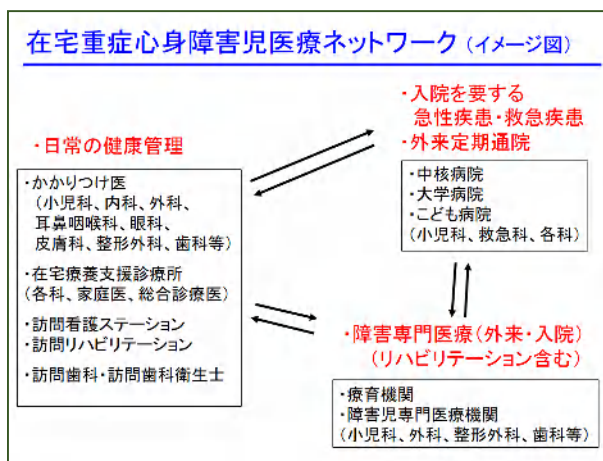 在宅重症心身障害児医療ネットワーク（イメージ図）
・日常の健康管理
・かかりつけ医
（小児科、内科、外科、
耳鼻咽喉科、眼科、
皮膚科、整形外科、歯科等）
・在宅療養支援診療所
（各科、家庭医、総合診療医）
・訪問看護ステーション
・訪問リハビリテーション
・訪問歯科・訪問歯科衛生士
・入院を要する
急性疾患・救急疾患
・外来定期通院
・中核病院
・大学病院
・こども病院
（小児科、救急科、各科）
・障害専門医療（外来・入院）
（リハビリテーション含む）
・療育機関
・障害児専門医療機関
（小児科、外科、整形外科、歯科等）